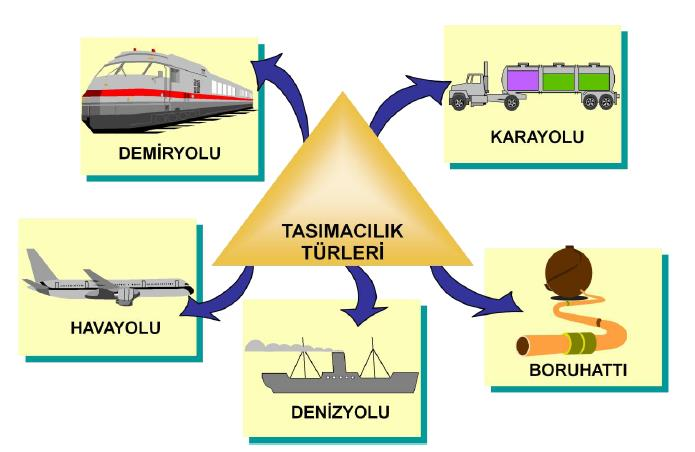 DEMİRYOLU
KARAYOLU
TASIMACILIK
TÜRLERİ
HAVAYOLU
DENİZYOLU
BORUHATTI